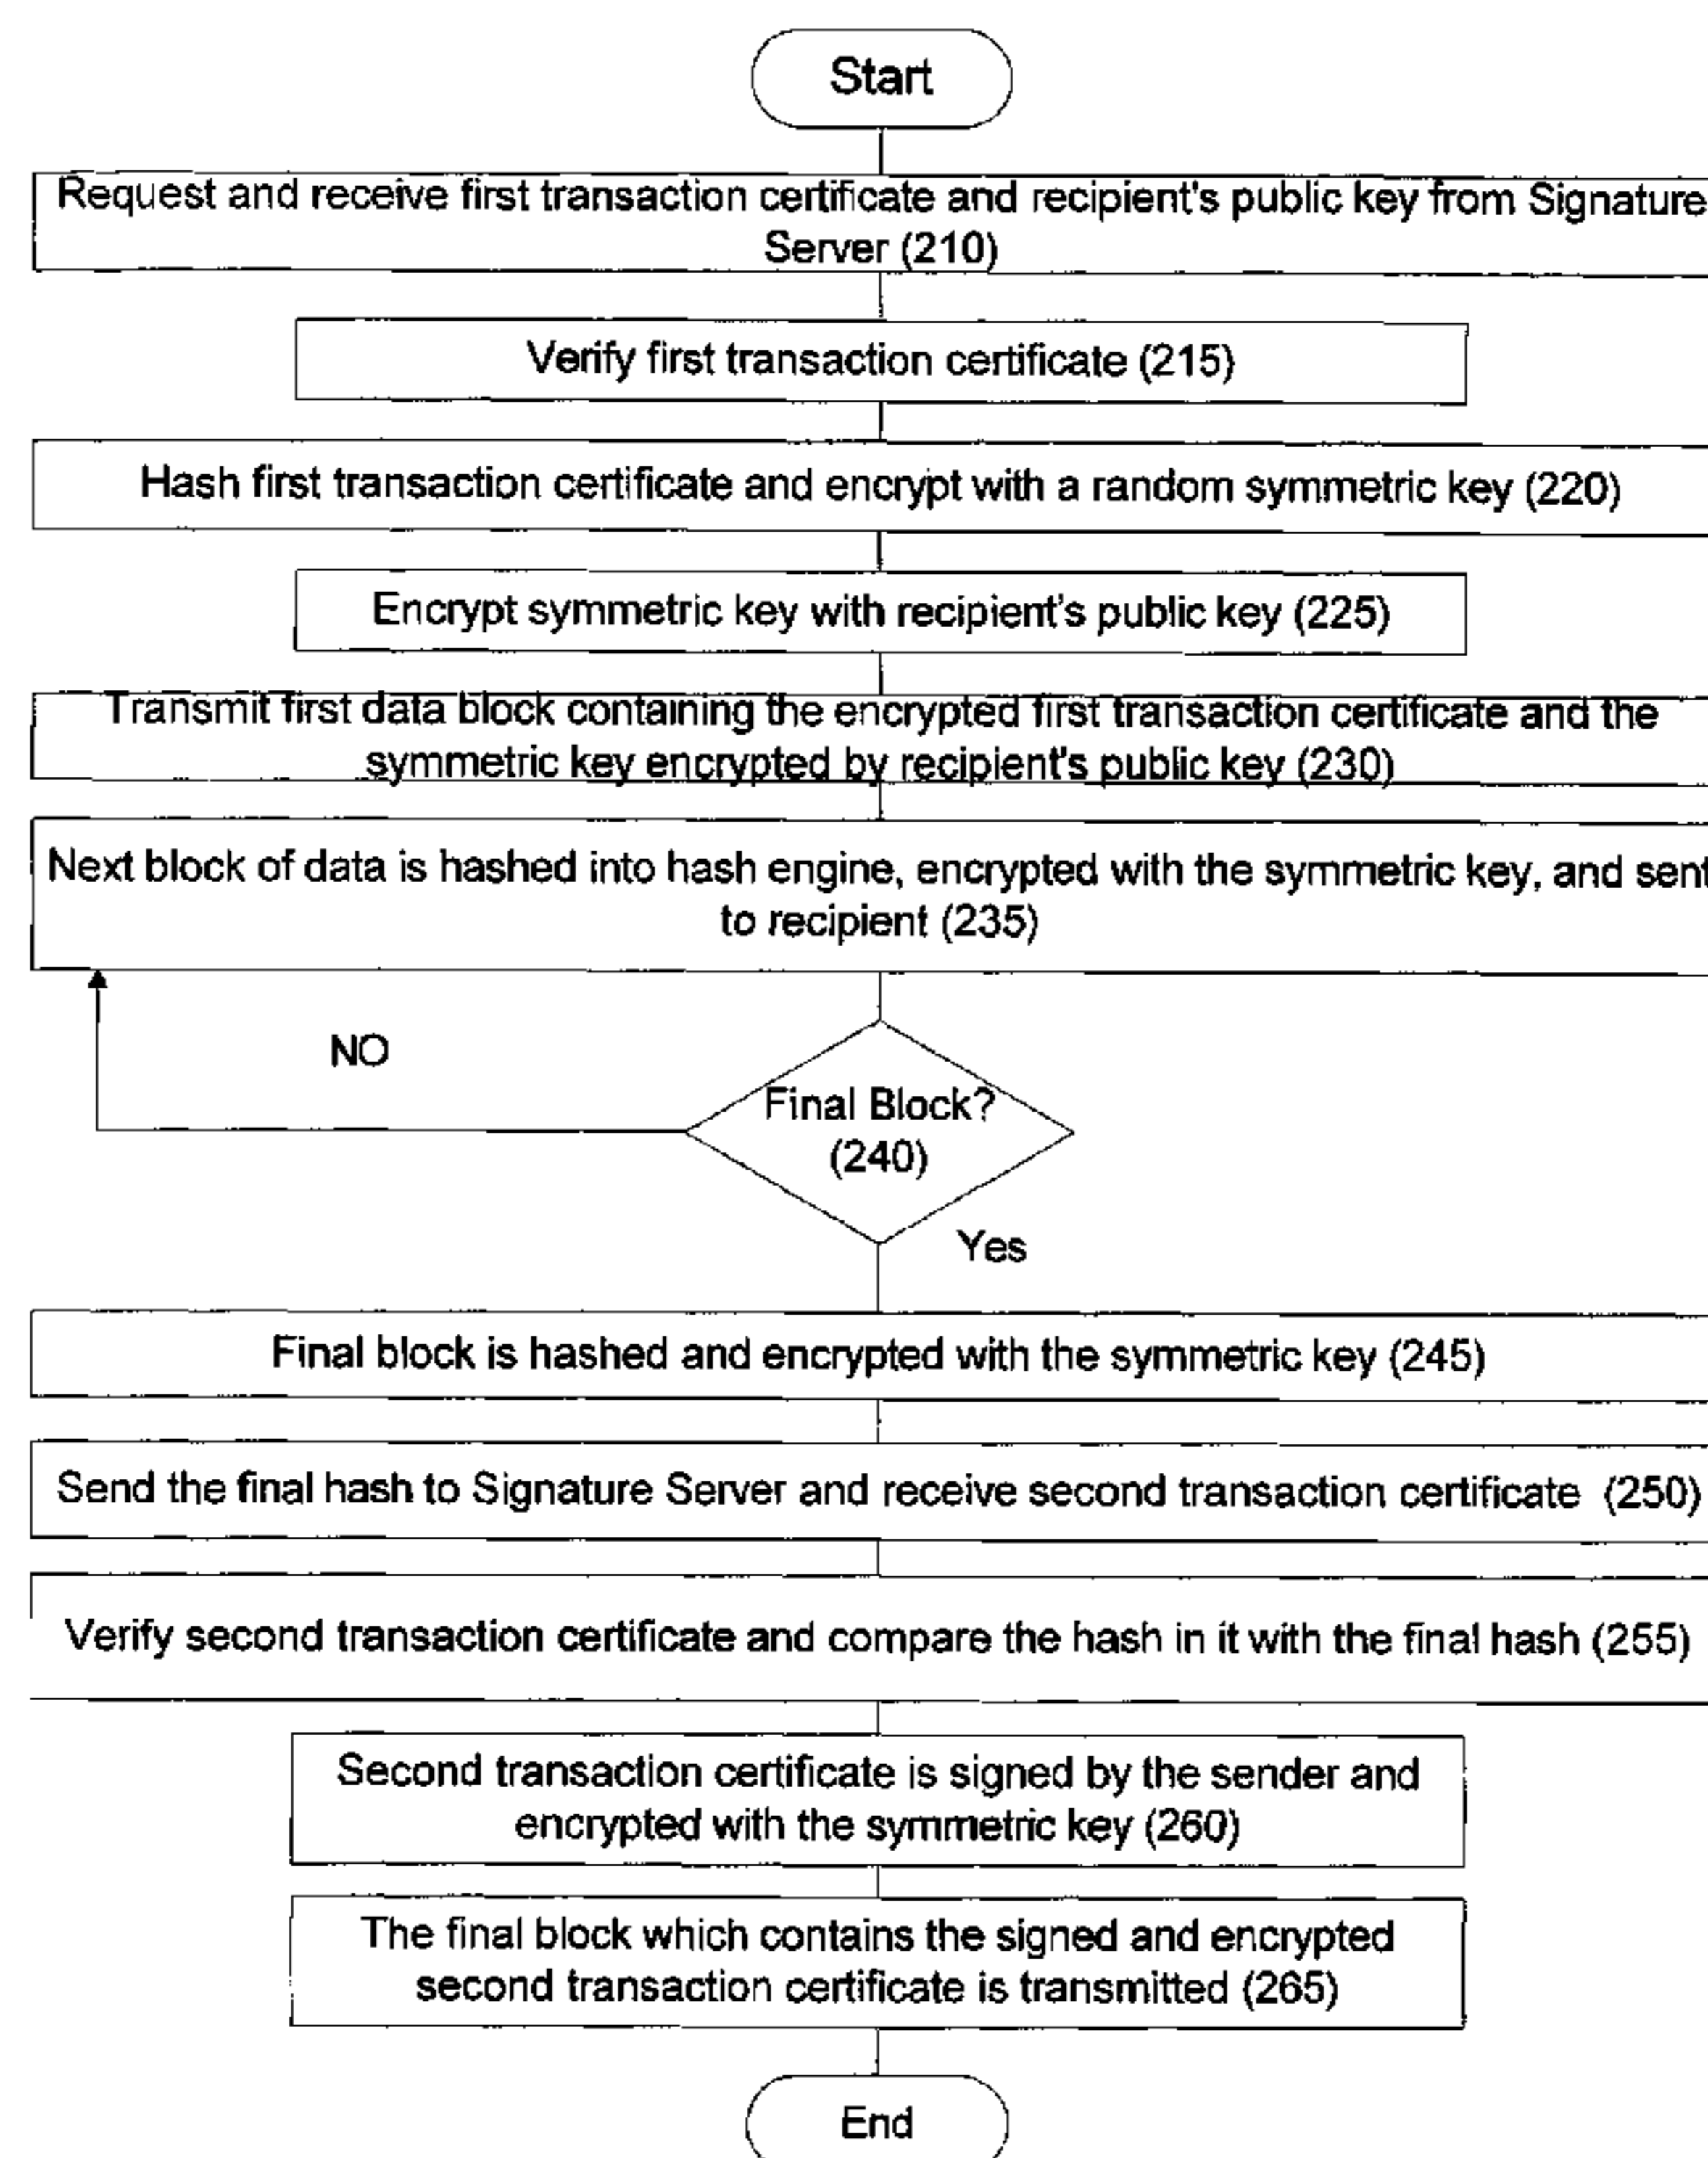 Start
Request and receive first transaction certificate and recipient's public key from Signature
Server (210)
Verify first transaction certificate (215)
Hash first transaction certificate and encrypt with a random symmetric key (220)
Encrypt symmetric key with recipient's public key (225)
Transmit first data block containing the encrypted first transaction certificate and the
symmetric key encrypted by recipient's public key (230)
Next block of data is hashed into hash engine, encrypted with the symmetric key, and sent
to recipient (235)
NO
Final Block?
(240)
Yes
Final block is hashed and encrypted with the symmetric key (245)
Send the final hash to Signature Server and receive second transaction certificate (250)
Verify second transaction certificate and compare the hash in it with the final hash (255)
Second transaction certificate is signed by the sender and
encrypted with the symmetric key (260)
The final block which contains the signed and encrypted
second transaction certificate is transmitted (265)
End